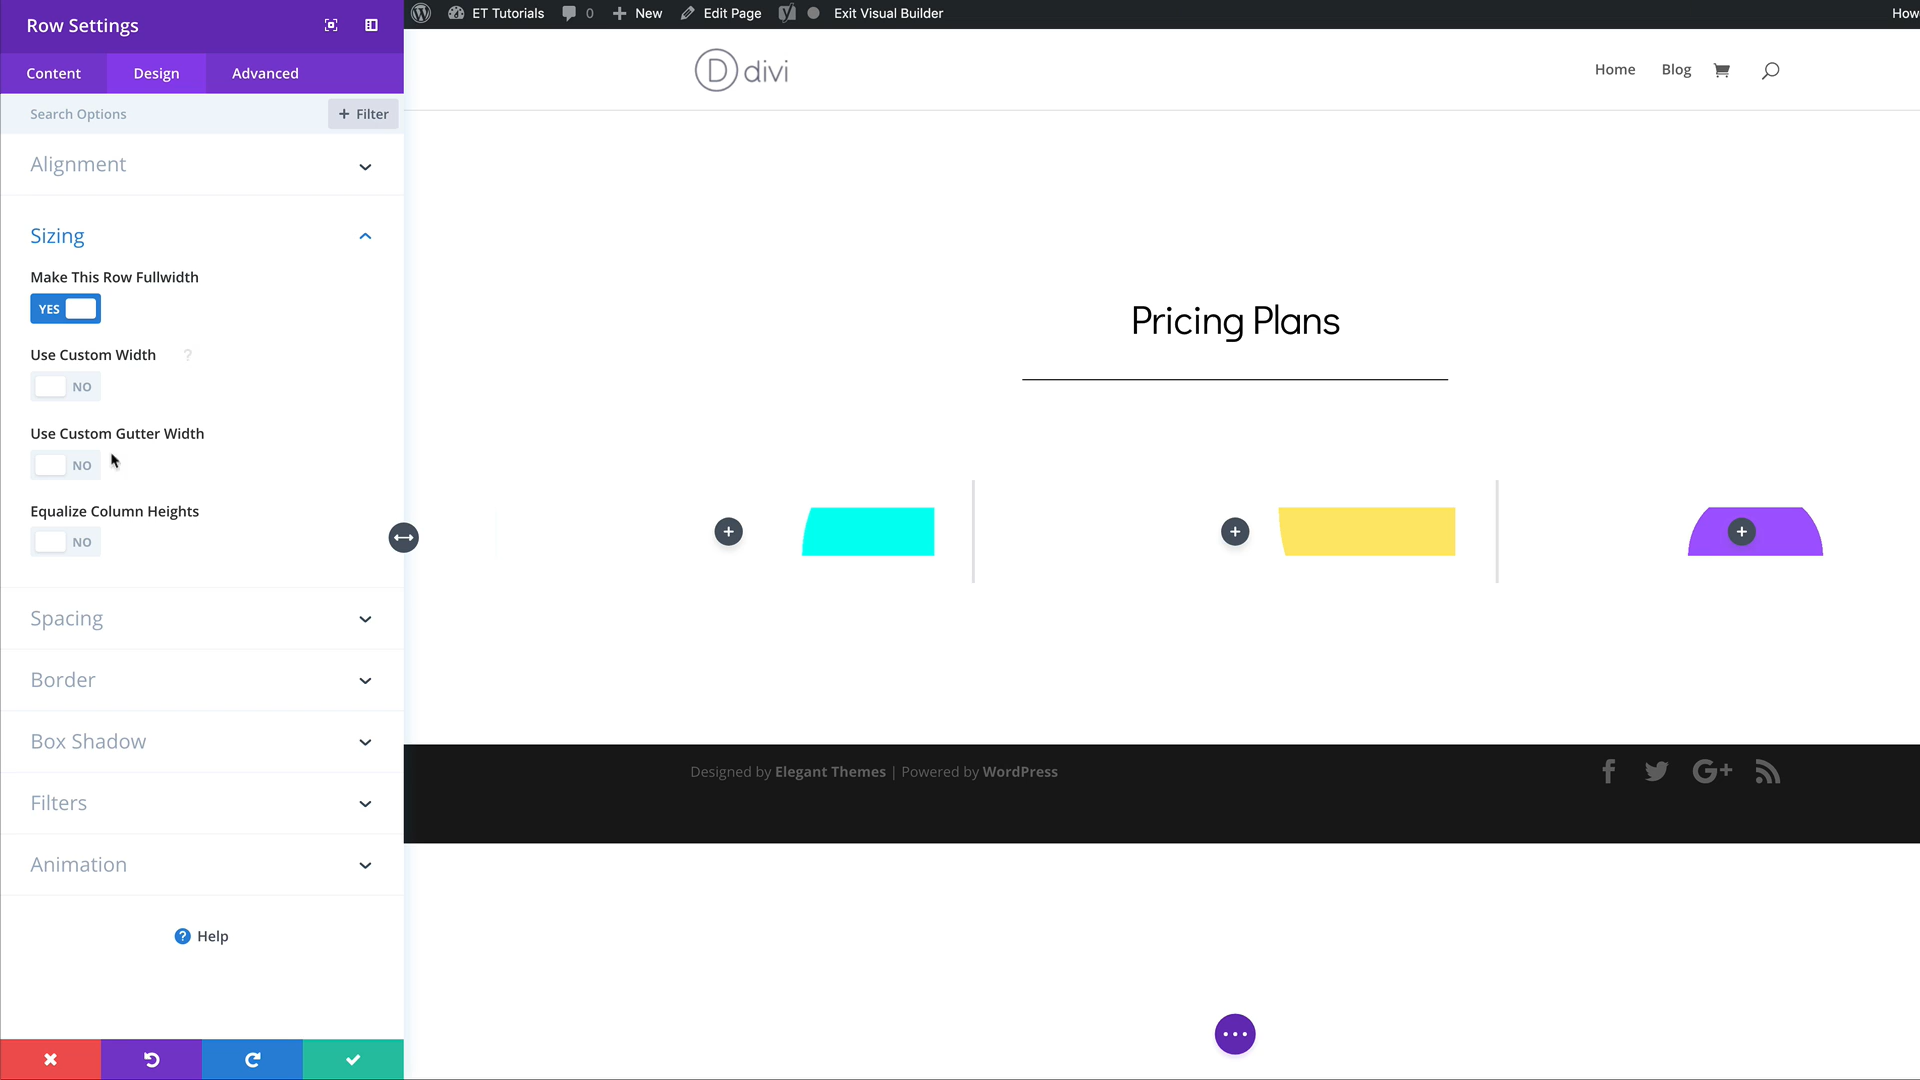 Row Settings
Content Design Advanced
Search Options + Filter
Alignment
Sizing
Make This Row Fullwidth
YES
Use Custom Width ?
NO
Use Custom Gutter Width
NO
Equalize Column Heights
NO
Spacing
Border
Box Shadow
Filters
Animation
? Help
ET Tutorials 0 + New Edit Page Exit Visual Builder How
D divi
Home Blog
Pricing Plans
Designed by Elegant Themes | Powered by WordPress
G+